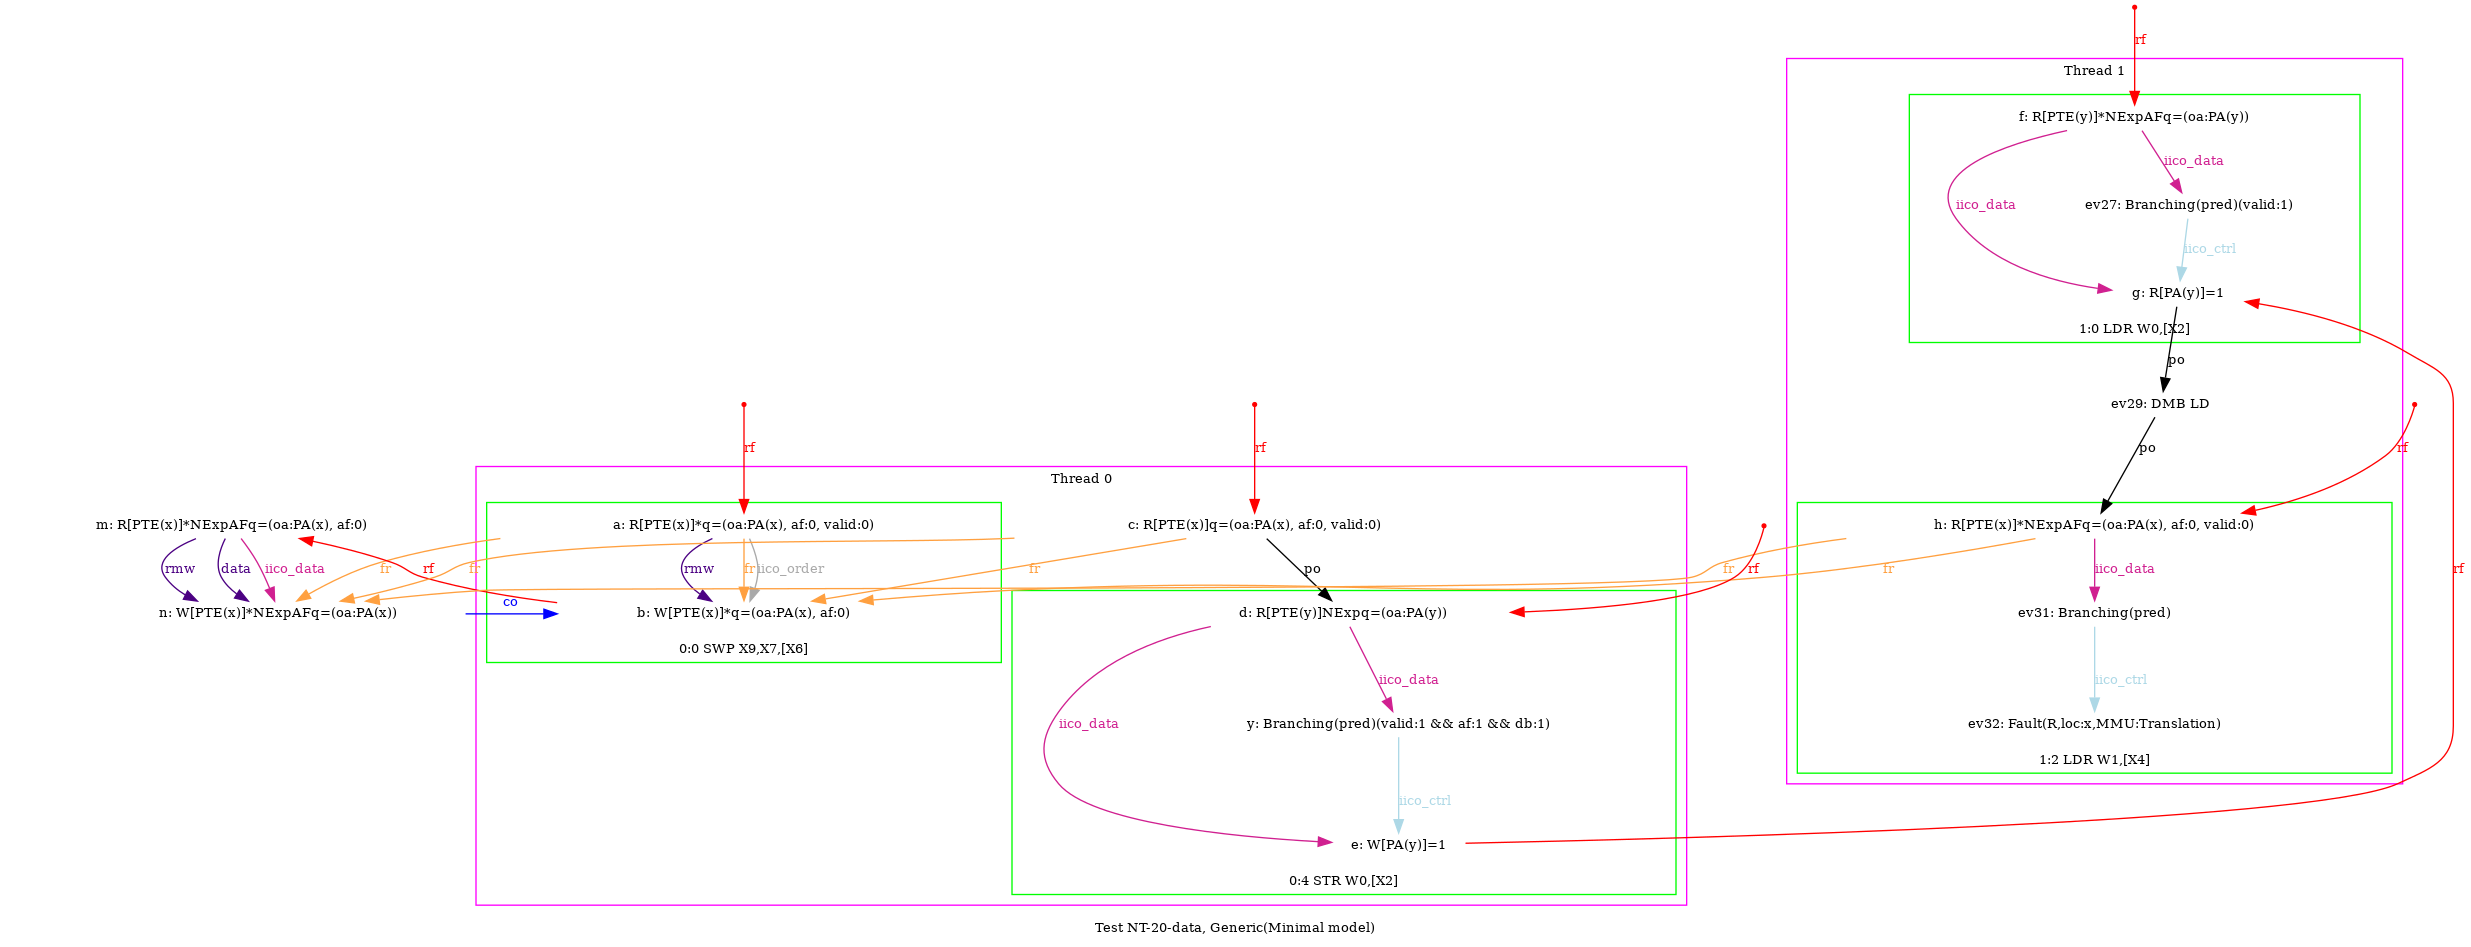 rf
Thread 1
f: R[PTE(y)]*NExpAFq=(oa:PA(y))
iico_data
ev27: Branching(pred)(valid:1)
iico_data
iico_ctrl
g: R[PA(y)]=1
1:0 LDR W0,[X2]
po
ev29: DMB LD
rf
rf
po
rf
Thread 0
m: R[PTE(x)]*NExpAFq=(oa:PA(x), af:0)
a: R[PTE(x)]*q=(oa:PA(x), af:0, valid:0)
c: R[PTE(x)]q=(oa:PA(x), af:0, valid:0)
h: R[PTE(x)]*NExpAFq=(oa:PA(x), af:0, valid:0)
rmw
data
iico_data
fr
rf
fr
rmw
fr
iico_order
fr
po
rf
fr
fr
iico_data
rf
n: W[PTE(x)]*NExpAFq=(oa:PA(x))
co
b: W[PTE(x)]*q=(oa:PA(x), af:0)
d: R[PTE(y)]NExpq=(oa:PA(y))
ev31: Branching(pred)
0:0 SWP X9,X7,[X6]
iico_data
iico_ctrl
iico_data
y: Branching(pred)(valid:1 && af:1 && db:1)
ev32: Fault(R,loc:x,MMU:Translation)
1:2 LDR W1,[X4]
iico_ctrl
e: W[PA(y)]=1
0:4 STR W0,[X2]
Test NT-20-data, Generic(Minimal model)